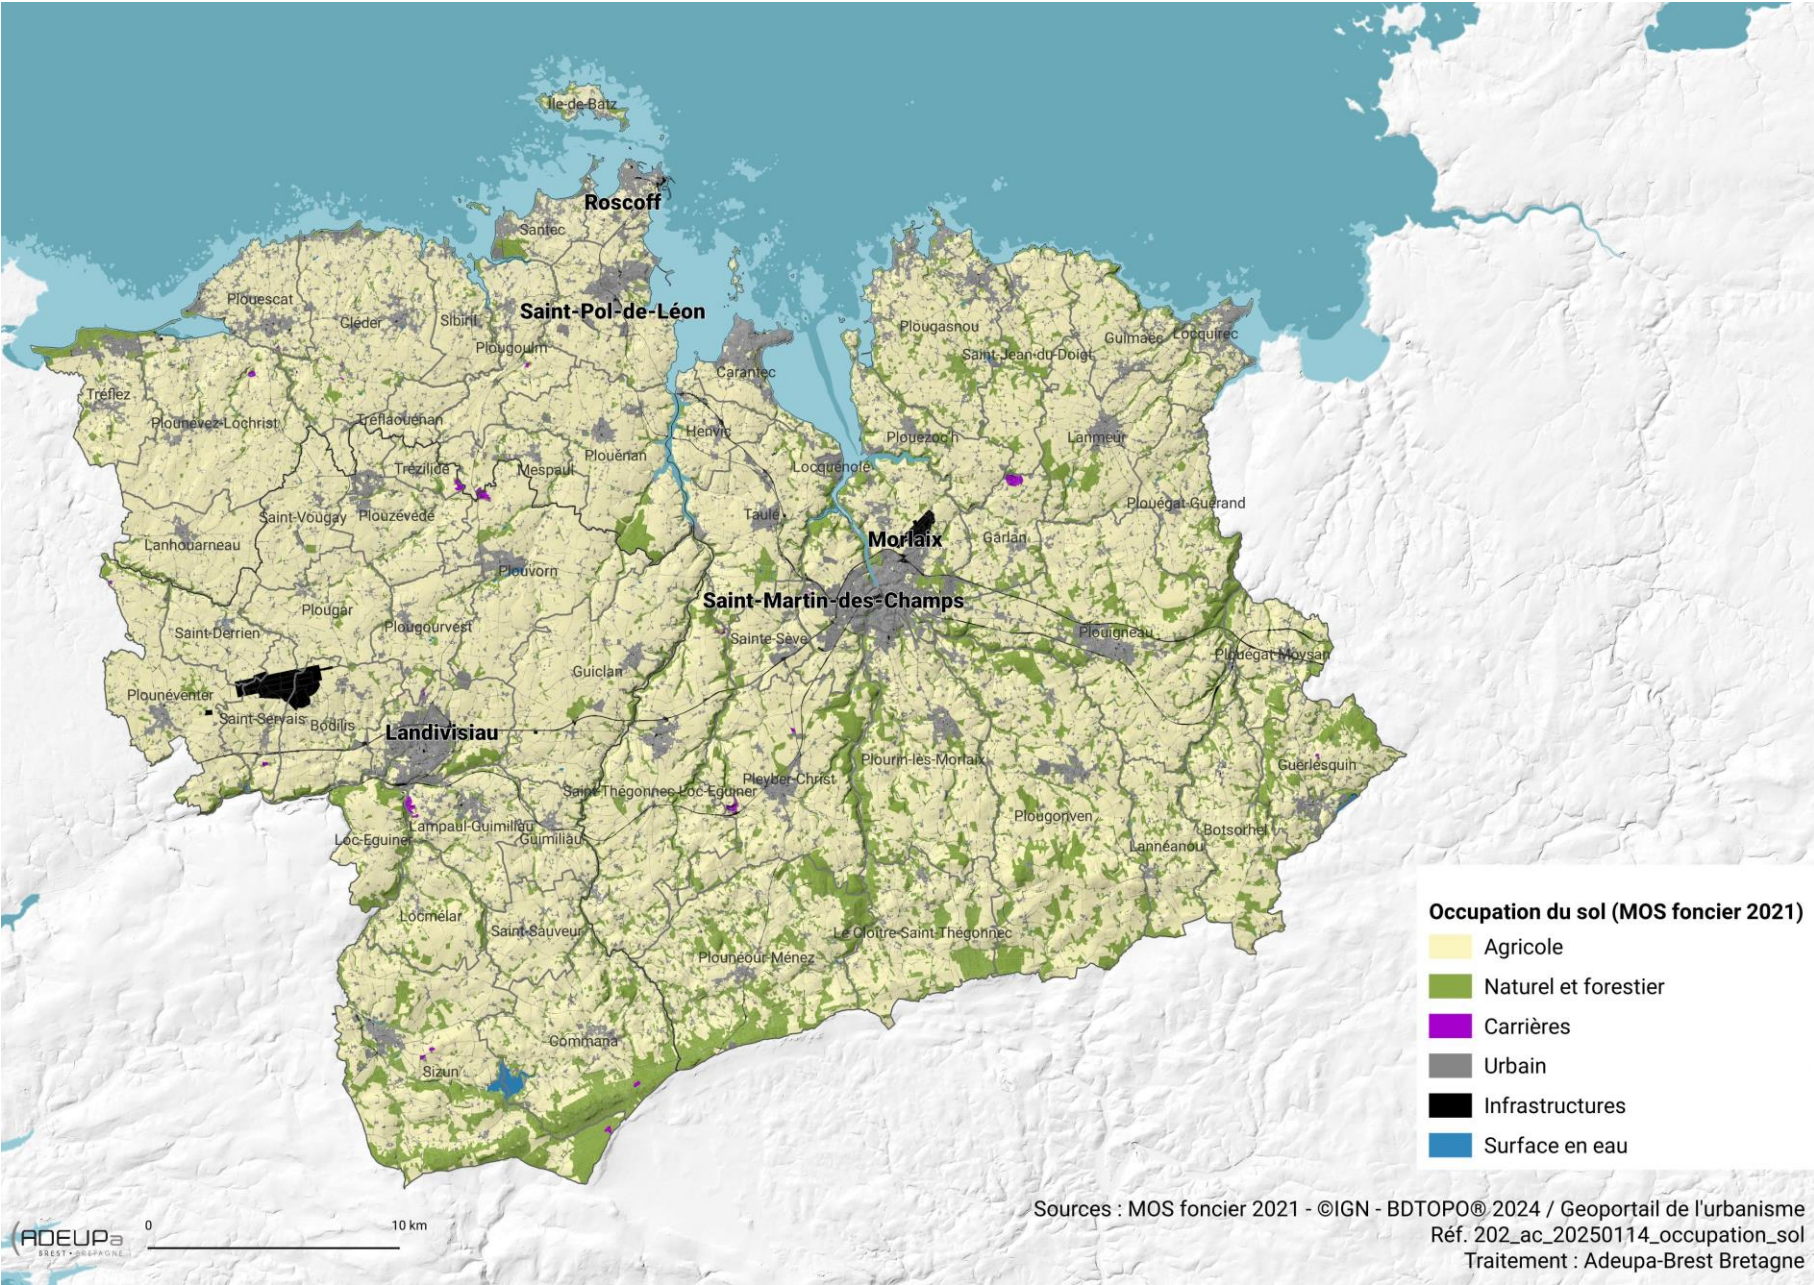 Île-de-Batz
Roscoff
Santec
Plouescat
Cléder
Sibiril
Saint-Pol-de-Léon
Plougoulm
Plougasnou
Guimaëc
Locquirec
Saint-Jean-du-Doigt
Carantec
Tréflez
Plounévez-Lochrist
Tréflaouénan
Henvic
Plouezoc'h
Lanmeur
Plouénan
Trézilidé
Mespaul
Locquénolé
Saint-Vougay
Plouzévédé
Taulé
Plouégat-Guérand
Lanhouarneau
Morlaix
Garlan
Plouvorn
Saint-Martin-des-Champs
Plougar
Saint-Derrien
Plougourvest
Sainte-Sève
Plouigneau
Plouégat-Moysan
Guiclan
Plounéventer
Saint-Servais
Bodilis
Landivisiau
Plourin-lès-Morlaix
Guerlesquin
Pleyber-Christ
Saint-Thégonnec-Loc-Eguiner
Plougonven
Lampaul-Guimiliau
Loc-Eguiner
Guimiliau
Botsorhel
Lannéanou
Locmélar
Saint-Sauveur
Le Cloître-Saint-Thégonnec
Plounéour-Ménez
Commana
Sizun
Occupation du sol (MOS foncier 2021)
Agricole
Naturel et forestier
Carrières
Urbain
Infrastructures
Surface en eau
Sources : MOS foncier 2021 - ©IGN - BDTOPO® 2024 / Geoportail de l'urbanisme
Réf. 202_ac_20250114_occupation_sol
Traitement : Adeupa-Brest Bretagne
ADEUPa
BREST • BRETAGNE
0 10 km